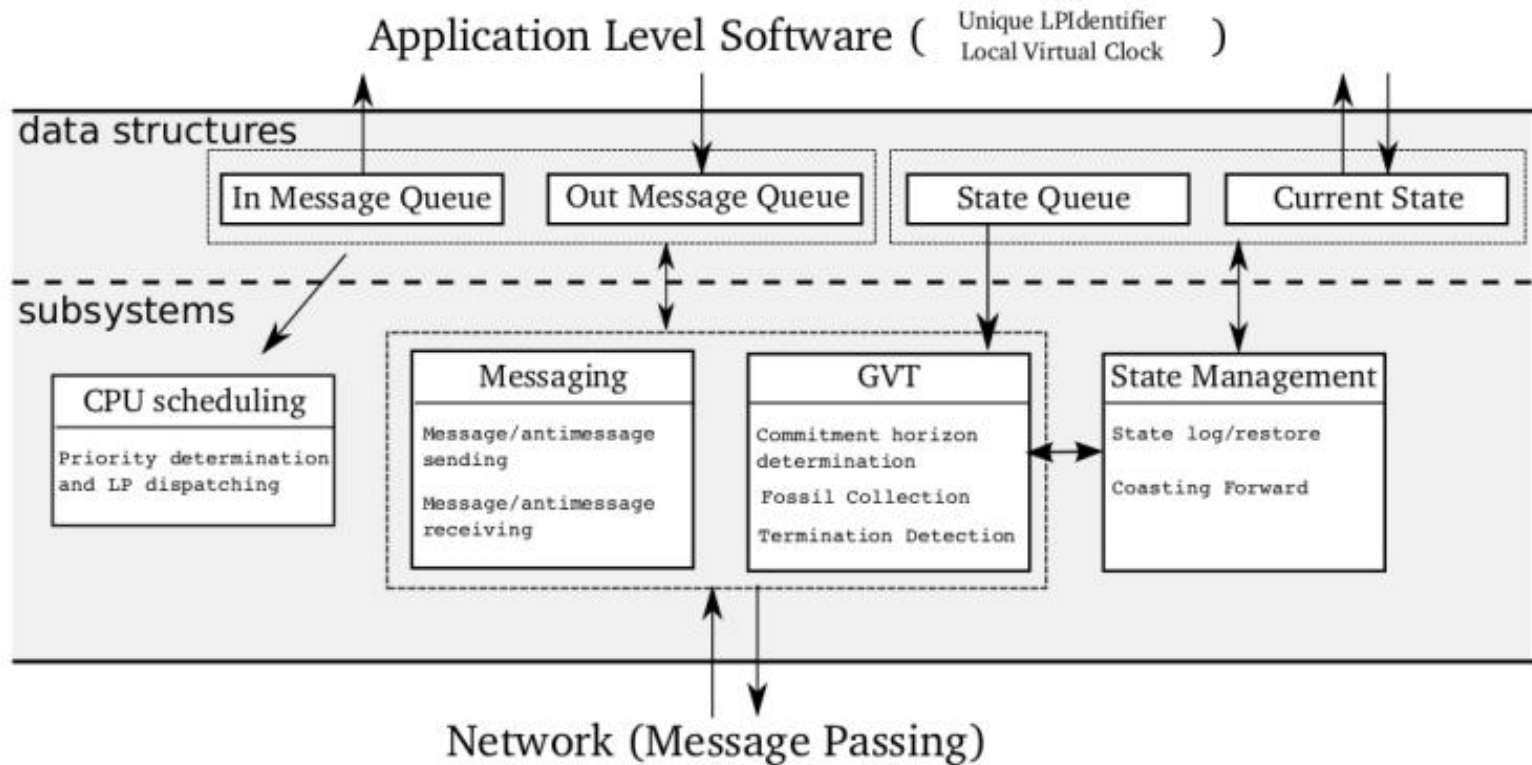 Application Level Software ( Unique LPIdentifier
Local Virtual Clock )
data structures
In Message Queue
Out Message Queue
State Queue
Current State
subsystems
CPU scheduling
Priority determination
and LP dispatching
Messaging
Message/antimessage
sending
Message/antimessage
receiving
GVT
Commitment horizon
determination
Fossil Collection
Termination Detection
State Management
State log/restore
Coasting Forward
Network (Message Passing)